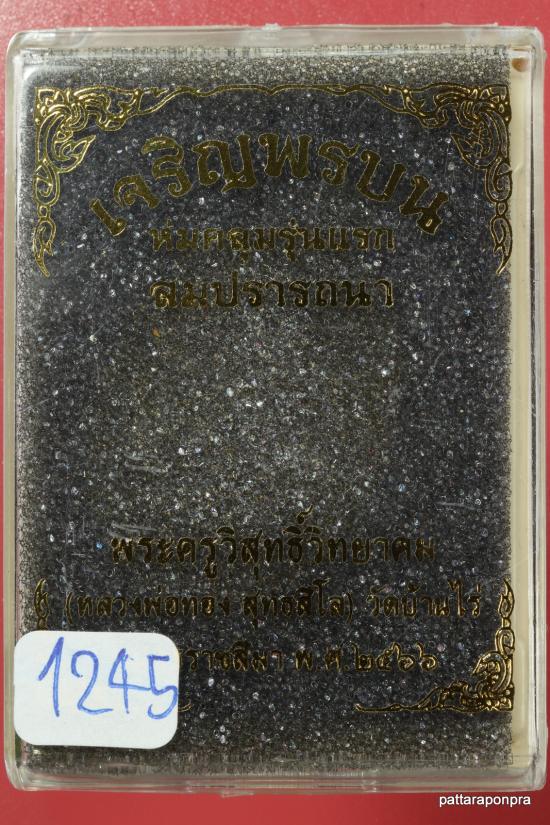 เจริญพรบน
ห่มคลุมรุ่นแรก
สมปรารถนา
พระครูวิสุทธิ์วิทยาคม
(หลวงพ่อทอง สุทธสีโล) วัดบ้านไร่
ราชสีมา พ.ศ.๒๕๖๖
1245
pattaraponpra